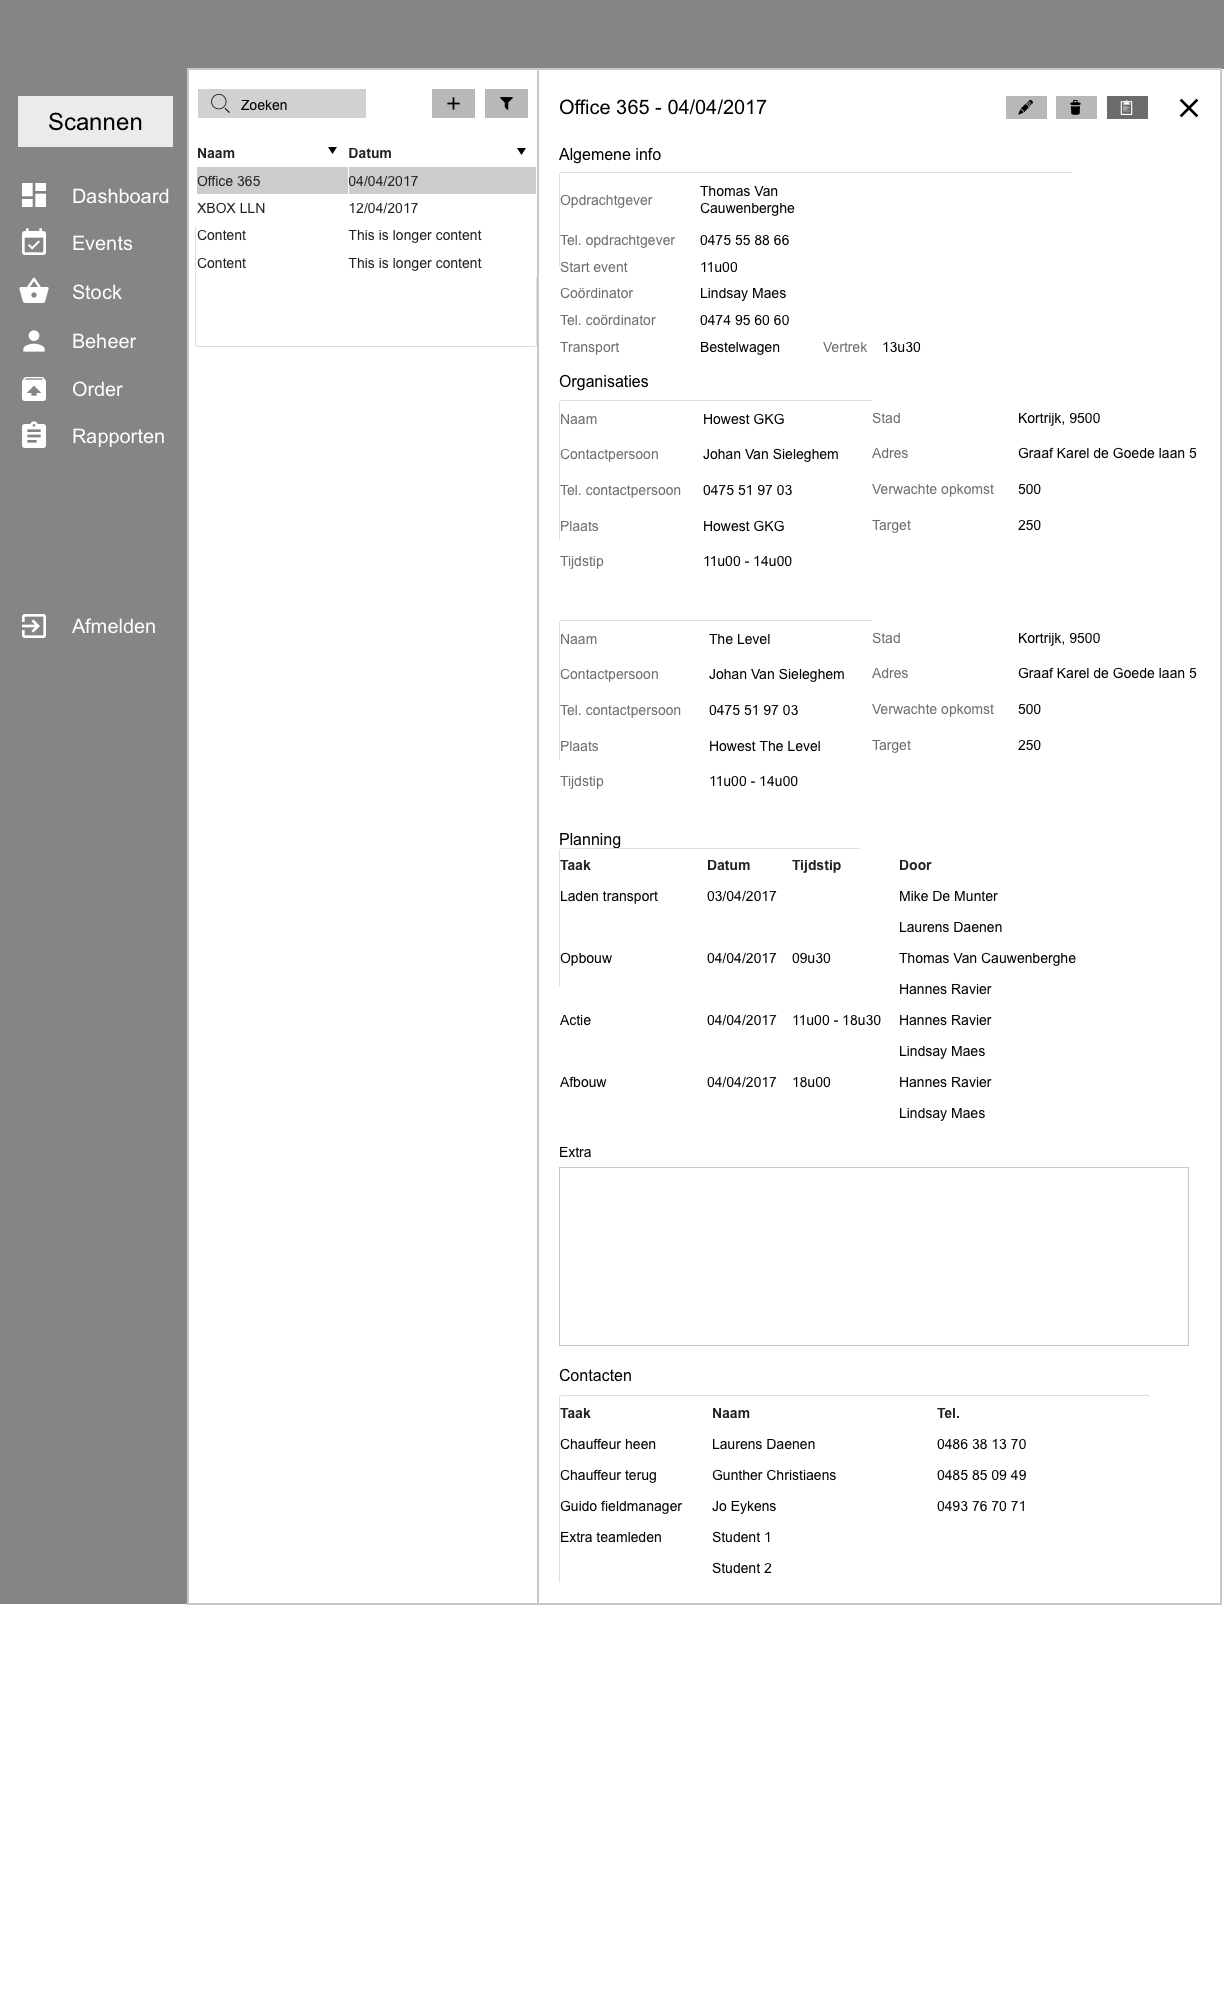 Scannen
Dashboard
Events
Stock
Beheer
Order
Rapporten
Afmelden
Zoeken
Naam Datum
Office 365 04/04/2017
XBOX LLN 12/04/2017
Content This is longer content
Content This is longer content
Office 365 - 04/04/2017
Algemene info
Opdrachtgever Thomas Van
Cauwenberghe
Tel. opdrachtgever 0475 55 88 66
Start event 11u00
Coördinator Lindsay Maes
Tel. coördinator 0474 95 60 60
Transport Bestelwagen Vertrek 13u30
Organisaties
Naam Howest GKG Stad Kortrijk, 9500
Contactpersoon Johan Van Sieleghem Adres Graaf Karel de Goede laan 5
Tel. contactpersoon 0475 51 97 03 Verwachte opkomst 500
Plaats Howest GKG Target 250
Tijdstip 11u00 - 14u00
Naam The Level Stad Kortrijk, 9500
Contactpersoon Johan Van Sieleghem Adres Graaf Karel de Goede laan 5
Tel. contactpersoon 0475 51 97 03 Verwachte opkomst 500
Plaats Howest The Level Target 250
Tijdstip 11u00 - 14u00
Planning
Taak Datum Tijdstip Door
Laden transport 03/04/2017 Mike De Munter
Laurens Daenen
Opbouw 04/04/2017 09u30 Thomas Van Cauwenberghe
Hannes Ravier
Actie 04/04/2017 11u00 - 18u30 Hannes Ravier
Lindsay Maes
Afbouw 04/04/2017 18u00 Hannes Ravier
Lindsay Maes
Extra
Contacten
Taak Naam Tel.
Chauffeur heen Laurens Daenen 0486 38 13 70
Chauffeur terug Gunther Christiaens 0485 85 09 49
Guido fieldmanager Jo Eykens 0493 76 70 71
Extra teamleden Student 1
Student 2